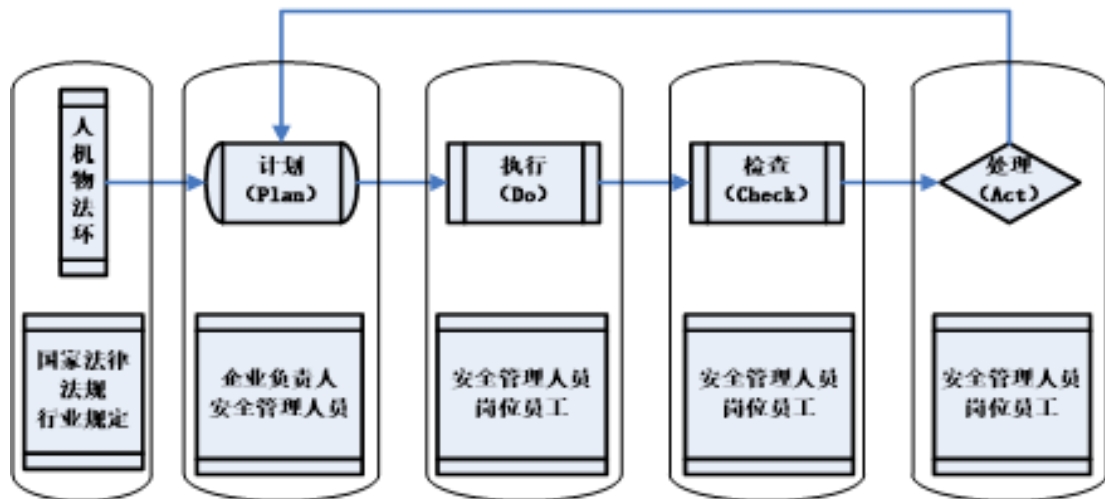 人机物法环
国家法律
法规
行业规定
计划
(Plan)
企业负责人
安全管理人员
执行
(Do)
安全管理人员
岗位员工
检查
(Check)
安全管理人员
岗位员工
处理
(Act)
安全管理人员
岗位员工